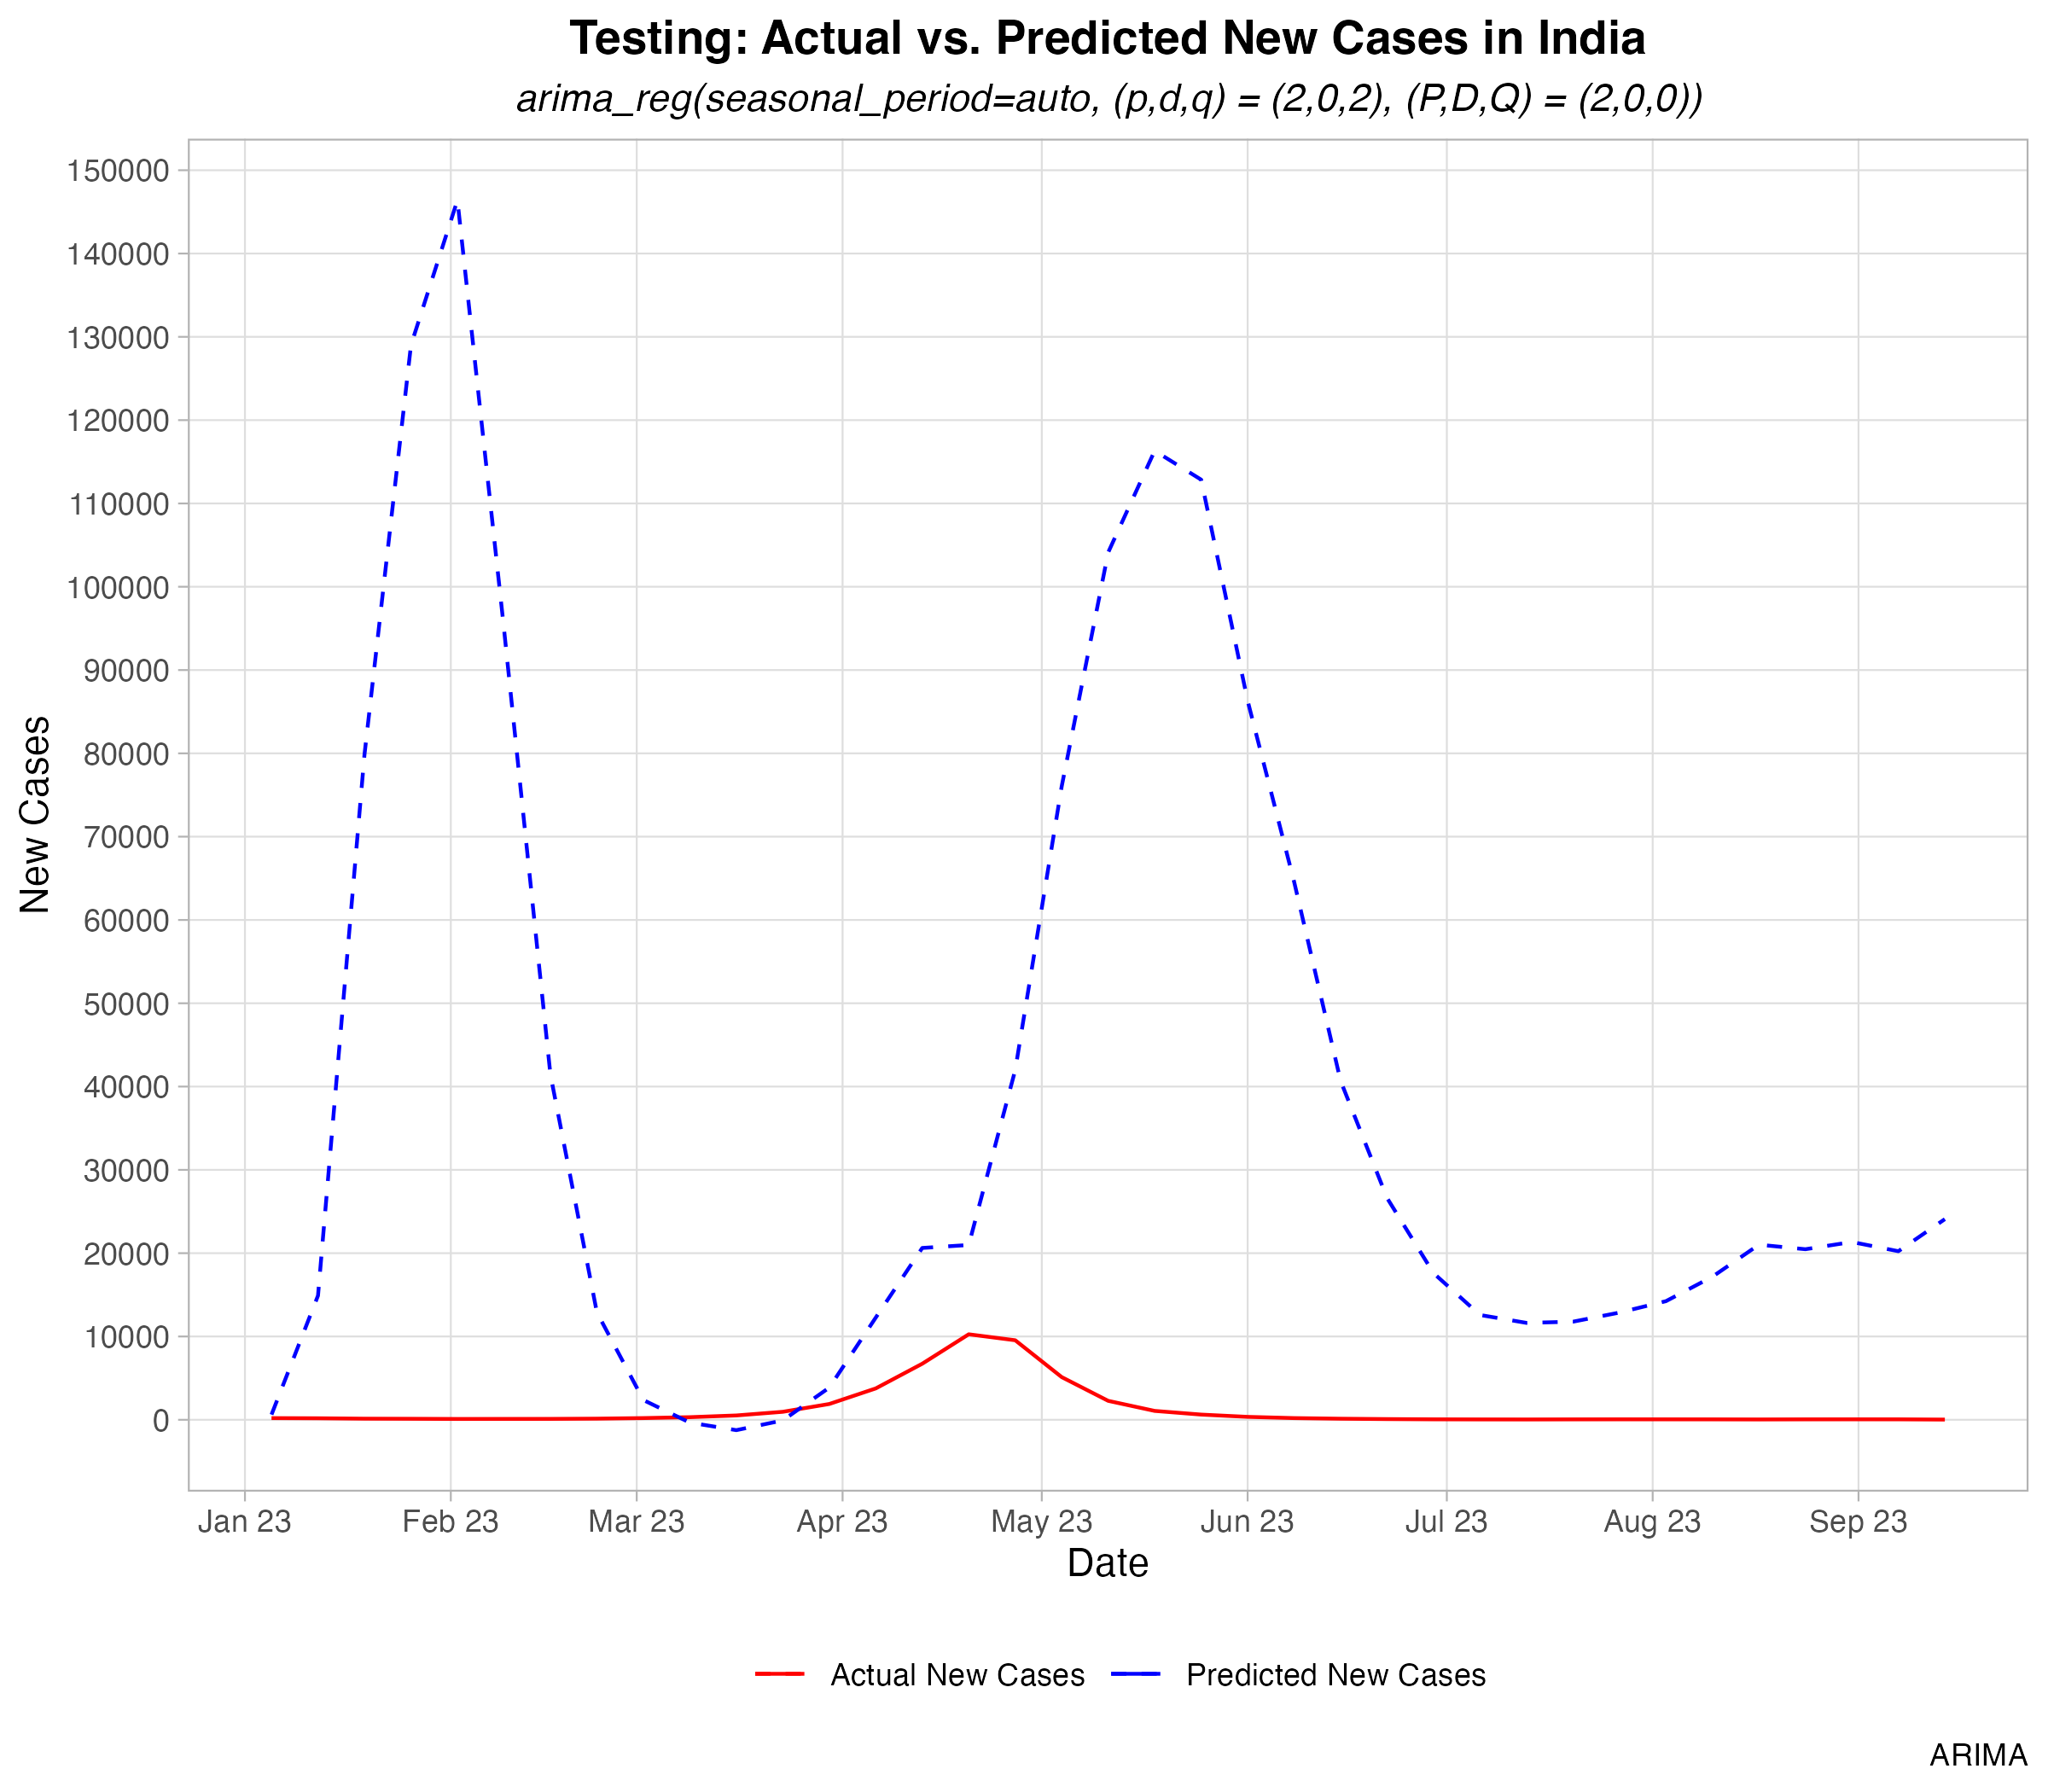 Testing: Actual vs. Predicted New Cases in India
arima_reg(seasonal_period=auto, (p,d,q) = (2,0,2), (P,D,Q) = (2,0,0))
150000
140000
130000
120000
110000
100000
90000
80000
70000
60000
50000
40000
30000
20000
10000
0
New Cases
Jan 23 Feb 23 Mar 23 Apr 23 May 23 Jun 23 Jul 23 Aug 23 Sep 23
Date
Actual New Cases Predicted New Cases
ARIMA